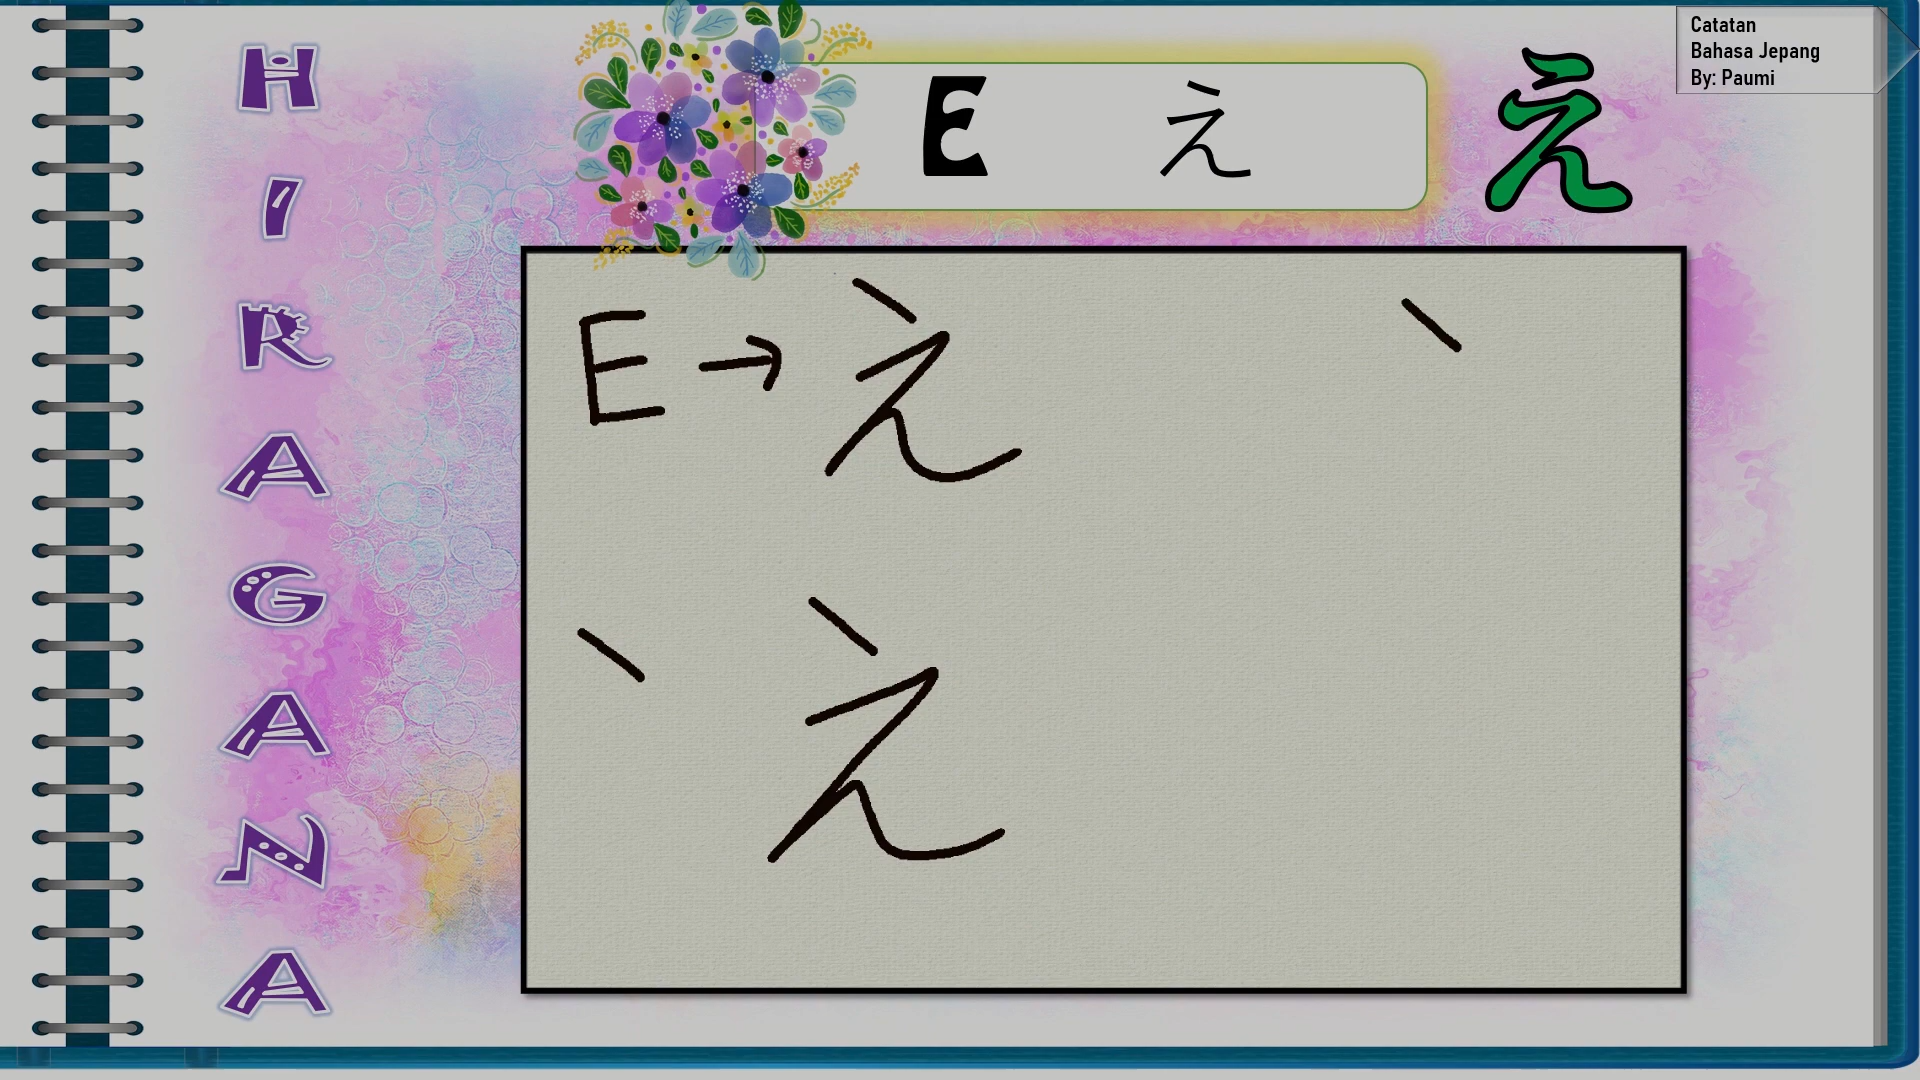 HIRAGANA
E え
え
Catatan
Bahasa Jepang
By: Paumi
E → え
え